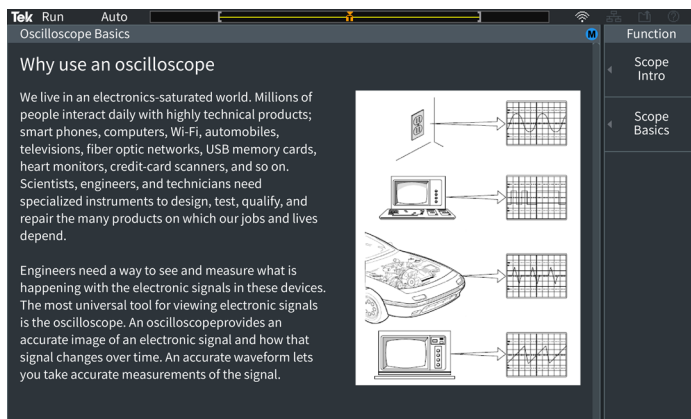 Tek Run Auto
T
Oscilloscope Basics
M
Function
Why use an oscilloscope
We live in an electronics-saturated world. Millions of
people interact daily with highly technical products;
smart phones, computers, Wi-Fi, automobiles,
televisions, fiber optic networks, USB memory cards,
heart monitors, credit-card scanners, and so on.
Scientists, engineers, and technicians need
specialized instruments to design, test, qualify, and
repair the many products on which our jobs and lives
depend.
Engineers need a way to see and measure what is
happening with the electronic signals in these devices.
The most universal tool for viewing electronic signals
is the oscilloscope. An oscilloscopeprovides an
accurate image of an electronic signal and how that
signal changes over time. An accurate waveform lets
you take accurate measurements of the signal.
Scope
Intro
Scope
Basics